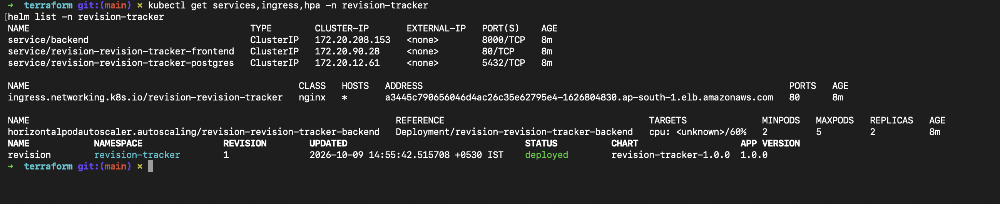 ➜  terraform git:(main) ✗ kubectl get services,ingress,hpa -n revision-tracker
[helm list -n revision-tracker
NAME                                         TYPE        CLUSTER-IP       EXTERNAL-IP   PORT(S)    AGE
service/backend                              ClusterIP   172.20.208.153   <none>        8000/TCP   8m
service/revision-revision-tracker-frontend   ClusterIP   172.20.90.28     <none>        80/TCP     8m
service/revision-revision-tracker-postgres   ClusterIP   172.20.12.61     <none>        5432/TCP   8m
NAME                                                  CLASS   HOSTS   ADDRESS                                                                    PORTS   AGE
ingress.networking.k8s.io/revision-revision-tracker   nginx   *       a3445c790656046d4ac26c35e62795e4-1626804830.ap-south-1.elb.amazonaws.com   80      8m
NAME                                                                    REFERENCE                                      TARGETS              MINPODS   MAXPODS   REPLICAS   AGE
horizontalpodautoscaler.autoscaling/revision-revision-tracker-backend   Deployment/revision-revision-tracker-backend   cpu: <unknown>/60%   2         5         2          8m
NAME            NAMESPACE               REVISION        UPDATED                                 STATUS          CHART                   APP VERSION
revision        revision-tracker        1               2026-10-09 14:55:42.515708 +0530 IST    deployed        revision-tracker-1.0.0  1.0.0
➜  terraform git:(main) ✗